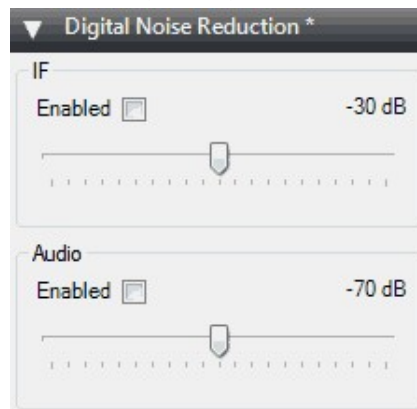 Digital Noise Reduction *
IF
Enabled -30 dB
Audio
Enabled -70 dB